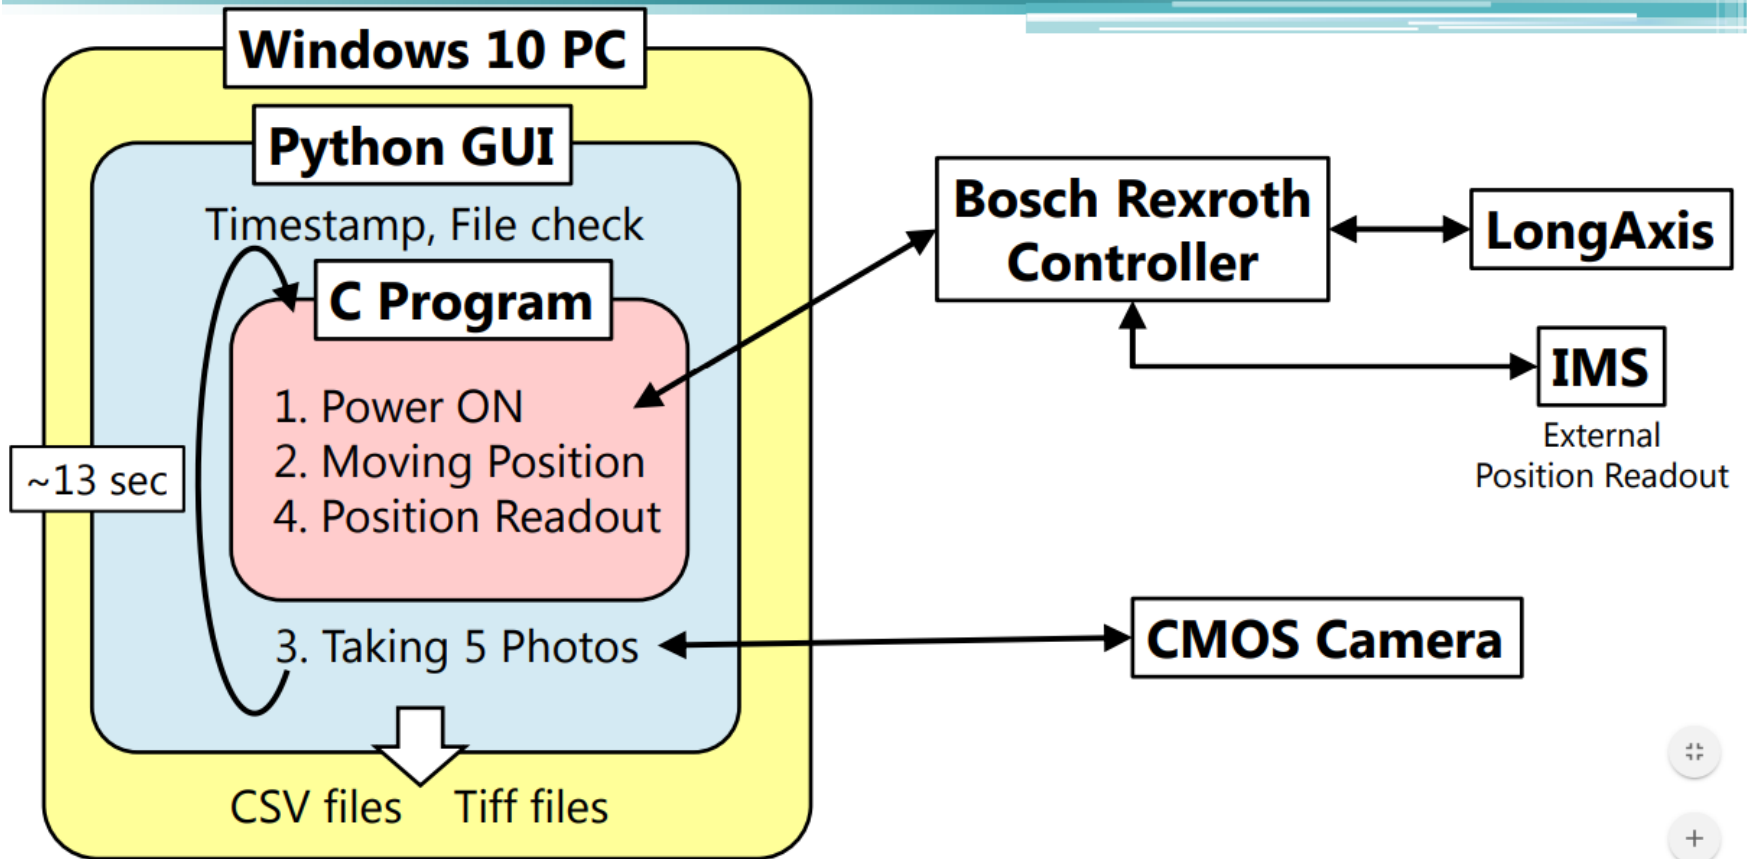 Windows 10 PC
Python GUI
Timestamp, File check
C Program
1. Power ON
2. Moving Position
4. Position Readout
~13 sec
3. Taking 5 Photos
CSV files Tiff files
Bosch Rexroth
Controller
LongAxis
IMS
External
Position Readout
CMOS Camera